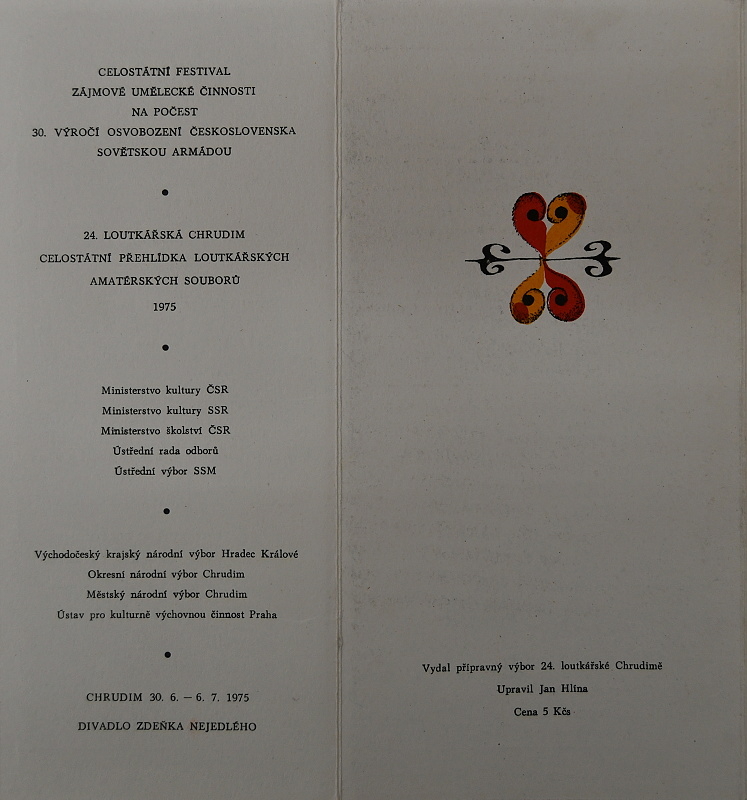 CELOSTÁTNÍ FESTIVAL
ZÁJMOVÉ UMĚLECKÉ ČINNOSTI
NA POČEST
30. VÝROČÍ OSVOBOZENÍ ČESKOSLOVENSKA
SOVĚTSKOU ARMÁDOU
•
24. LOUTKÁŘSKÁ CHRUDIM
CELOSTÁTNÍ PŘEHLÍDKA LOUTKÁŘSKÝCH
AMATÉRSKÝCH SOUBORŮ
1975
•
Ministerstvo kultury ČSR
Ministerstvo kultury SSR
Ministerstvo školství ČSR
Ústřední rada odborů
Ústřední výbor SSM
•
Východočeský krajský národní výbor Hradec Králové
Okresní národní výbor Chrudim
Městský národní výbor Chrudim
Ústav pro kulturně výchovnou činnost Praha
•
CHRUDIM 30. 6. — 6. 7. 1975
DIVADLO ZDEŇKA NEJEDLÉHO
Vydal přípravný výbor 24. loutkářské Chrudimě
Upravil Jan Hlína
Cena 5 Kčs